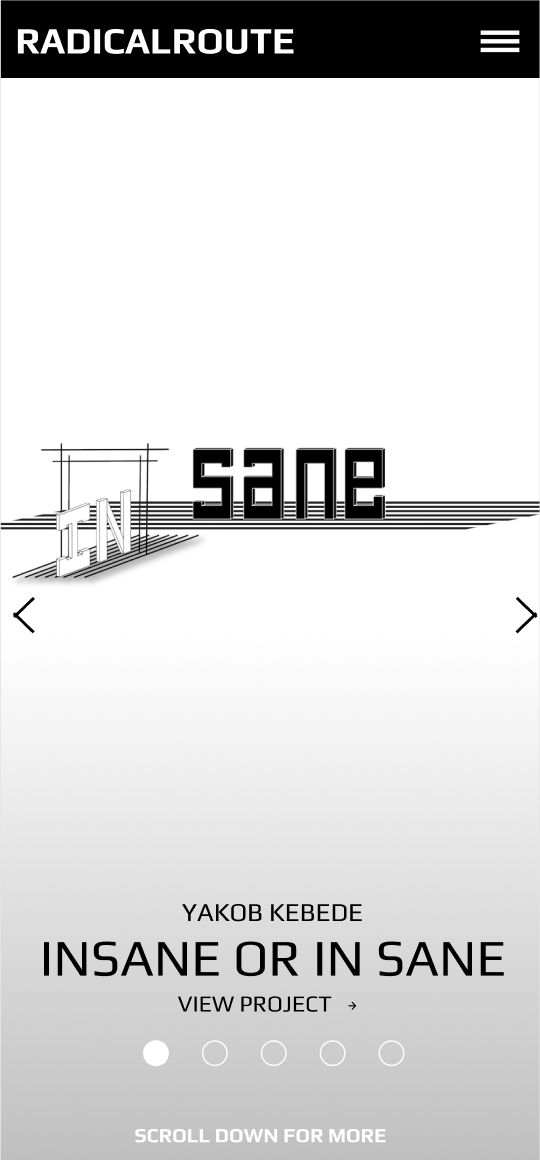 RADICALROUTE
IN sane
YAKOB KEBEDE
INSANE OR IN SANE
VIEW PROJECT →
SCROLL DOWN FOR MORE